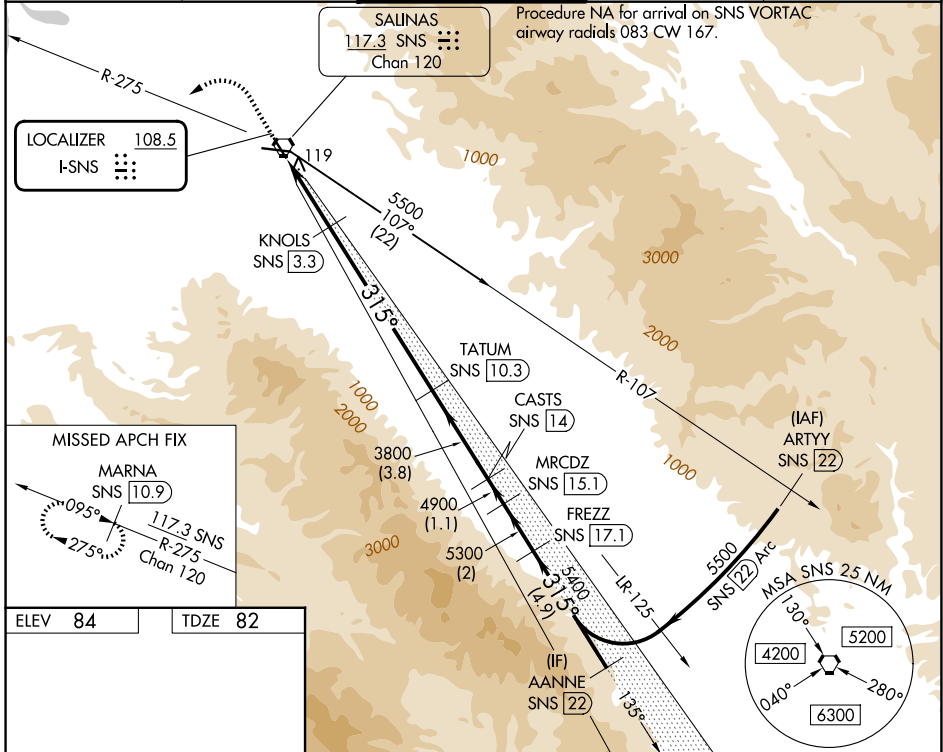 SALINAS
117.3 SNS
Chan 120
Procedure NA for arrival on SNS VORTAC
airway radials 083 CW 167.
R-275
LOCALIZER 108.5
I-SNS
119
1000
5500
107°
(22)
3000
KNOLS
SNS 3.3
315°
2000
TATUM
SNS 10.3
R-107
1000
2000
CASTS
SNS 14
(IAF)
ARTYY
SNS 22
MISSED APCH FIX
MARNA
SNS 10.9
095°
117.3 SNS
R-275
Chan 120
275°
3800
(3.8)
MRCDZ
SNS 15.1
1000
4900
(1.1)
FREZZ
SNS 17.1
3000
5300
(2)
5400
(4.9)
315°
LR-125
5500
SNS 22 Arc
MSA SNS 25 NM
130°
5200
4200
040°
280°
6300
ELEV 84
TDZE 82
(IF)
AANNE
SNS 22
135°